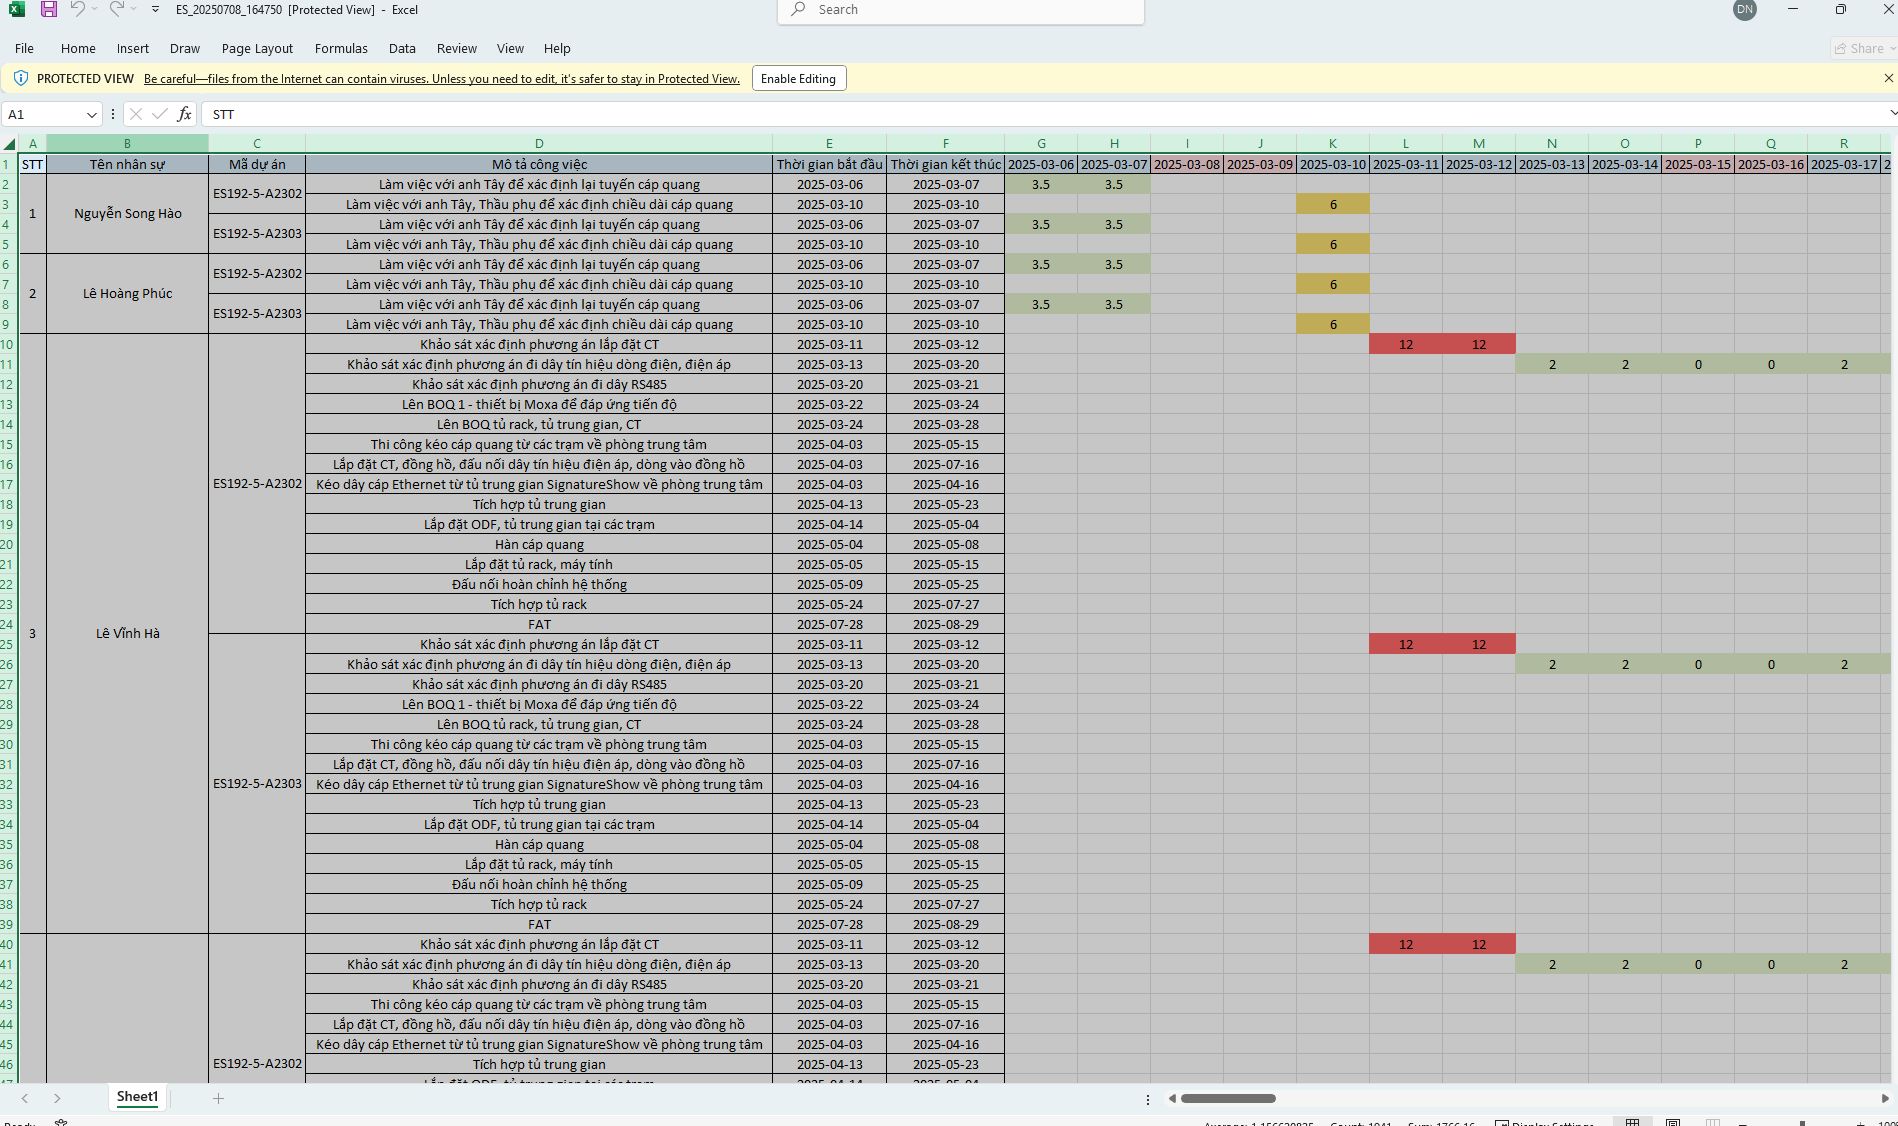 ES_20250708_164750 [Protected View] - Excel
Search
DN
File Home Insert Draw Page Layout Formulas Data Review View Help
Share
PROTECTED VIEW Be careful—files from the Internet can contain viruses. Unless you need to edit, it's safer to stay in Protected View. Enable Editing
A1 fx STT
A B C D E F G H I J K L M N O P Q R
1 STT Tên nhân sự Mã dự án Mô tả công việc Thời gian bắt đầu Thời gian kết thúc 2025-03-06 2025-03-07 2025-03-08 2025-03-09 2025-03-10 2025-03-11 2025-03-12 2025-03-13 2025-03-14 2025-03-15 2025-03-16 2025-03-17 2
2 1 Nguyễn Song Hào ES192-5-A2302 Làm việc với anh Tây để xác định lại tuyến cáp quang 2025-03-06 2025-03-07 3.5 3.5
3 Làm việc với anh Tây, Thầu phụ để xác định chiều dài cáp quang 2025-03-10 2025-03-10 6
4 ES192-5-A2303 Làm việc với anh Tây để xác định lại tuyến cáp quang 2025-03-06 2025-03-07 3.5 3.5
5 Làm việc với anh Tây, Thầu phụ để xác định chiều dài cáp quang 2025-03-10 2025-03-10 6
6 2 Lê Hoàng Phúc ES192-5-A2302 Làm việc với anh Tây để xác định lại tuyến cáp quang 2025-03-06 2025-03-07 3.5 3.5
7 Làm việc với anh Tây, Thầu phụ để xác định chiều dài cáp quang 2025-03-10 2025-03-10 6
8 ES192-5-A2303 Làm việc với anh Tây để xác định lại tuyến cáp quang 2025-03-06 2025-03-07 3.5 3.5
9 Làm việc với anh Tây, Thầu phụ để xác định chiều dài cáp quang 2025-03-10 2025-03-10 6
10 3 Lê Vĩnh Hà ES192-5-A2302 Khảo sát xác định phương án lắp đặt CT 2025-03-11 2025-03-12 12 12
11 Khảo sát xác định phương án đi dây tín hiệu dòng điện, điện áp 2025-03-13 2025-03-20 2 2 0 0 2
12 Khảo sát xác định phương án đi dây RS485 2025-03-20 2025-03-21
13 Lên BOQ 1 - thiết bị Moxa để đáp ứng tiến độ 2025-03-22 2025-03-24
14 Lên BOQ tủ rack, tủ trung gian, CT 2025-03-24 2025-03-28
15 Thi công kéo cáp quang từ các trạm về phòng trung tâm 2025-04-03 2025-05-15
16 Lắp đặt CT, đồng hồ, đấu nối dây tín hiệu điện áp, dòng vào đồng hồ 2025-04-03 2025-07-16
17 Kéo dây cáp Ethernet từ tủ trung gian SignatureShow về phòng trung tâm 2025-04-03 2025-04-16
18 Tích hợp tủ trung gian 2025-04-13 2025-05-23
19 Lắp đặt ODF, tủ trung gian tại các trạm 2025-04-14 2025-05-04
20 Hàn cáp quang 2025-05-04 2025-05-08
21 Lắp đặt tủ rack, máy tính 2025-05-05 2025-05-15
22 Đấu nối hoàn chỉnh hệ thống 2025-05-09 2025-05-25
23 Tích hợp tủ rack 2025-05-24 2025-07-27
24 FAT 2025-07-28 2025-08-29
25 ES192-5-A2303 Khảo sát xác định phương án lắp đặt CT 2025-03-11 2025-03-12 12 12
26 Khảo sát xác định phương án đi dây tín hiệu dòng điện, điện áp 2025-03-13 2025-03-20 2 2 0 0 2
27 Khảo sát xác định phương án đi dây RS485 2025-03-20 2025-03-21
28 Lên BOQ 1 - thiết bị Moxa để đáp ứng tiến độ 2025-03-22 2025-03-24
29 Lên BOQ tủ rack, tủ trung gian, CT 2025-03-24 2025-03-28
30 Thi công kéo cáp quang từ các trạm về phòng trung tâm 2025-04-03 2025-05-15
31 Lắp đặt CT, đồng hồ, đấu nối dây tín hiệu điện áp, dòng vào đồng hồ 2025-04-03 2025-07-16
32 Kéo dây cáp Ethernet từ tủ trung gian SignatureShow về phòng trung tâm 2025-04-03 2025-04-16
33 Tích hợp tủ trung gian 2025-04-13 2025-05-23
34 Lắp đặt ODF, tủ trung gian tại các trạm 2025-04-14 2025-05-04
35 Hàn cáp quang 2025-05-04 2025-05-08
36 Lắp đặt tủ rack, máy tính 2025-05-05 2025-05-15
37 Đấu nối hoàn chỉnh hệ thống 2025-05-09 2025-05-25
38 Tích hợp tủ rack 2025-05-24 2025-07-27
39 FAT 2025-07-28 2025-08-29
40 Khảo sát xác định phương án lắp đặt CT 2025-03-11 2025-03-12 12 12
41 Khảo sát xác định phương án đi dây tín hiệu dòng điện, điện áp 2025-03-13 2025-03-20 2 2 0 0 2
42 Khảo sát xác định phương án đi dây RS485 2025-03-20 2025-03-21
43 Thi công kéo cáp quang từ các trạm về phòng trung tâm 2025-04-03 2025-05-15
44 Lắp đặt CT, đồng hồ, đấu nối dây tín hiệu điện áp, dòng vào đồng hồ 2025-04-03 2025-07-16
45 Kéo dây cáp Ethernet từ tủ trung gian SignatureShow về phòng trung tâm 2025-04-03 2025-04-16
46 ES192-5-A2302 Tích hợp tủ trung gian 2025-04-13 2025-05-23
Sheet1